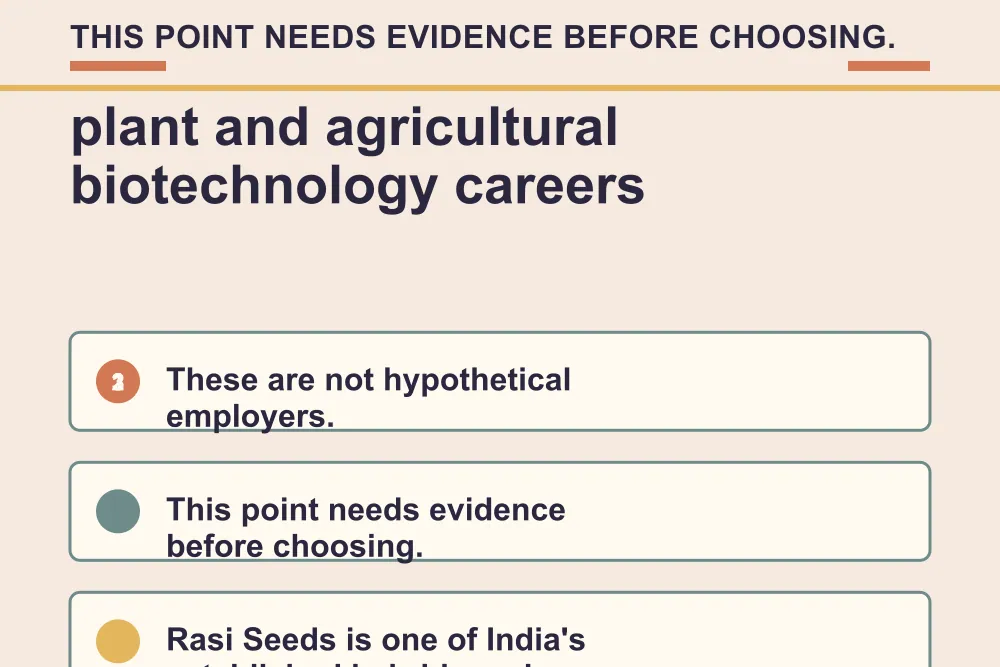 THIS POINT NEEDS EVIDENCE BEFORE CHOOSING.
plant and agricultural
biotechnology careers
These are not hypothetical
employers.
This point needs evidence
before choosing.
Rasi Seeds is one of India's